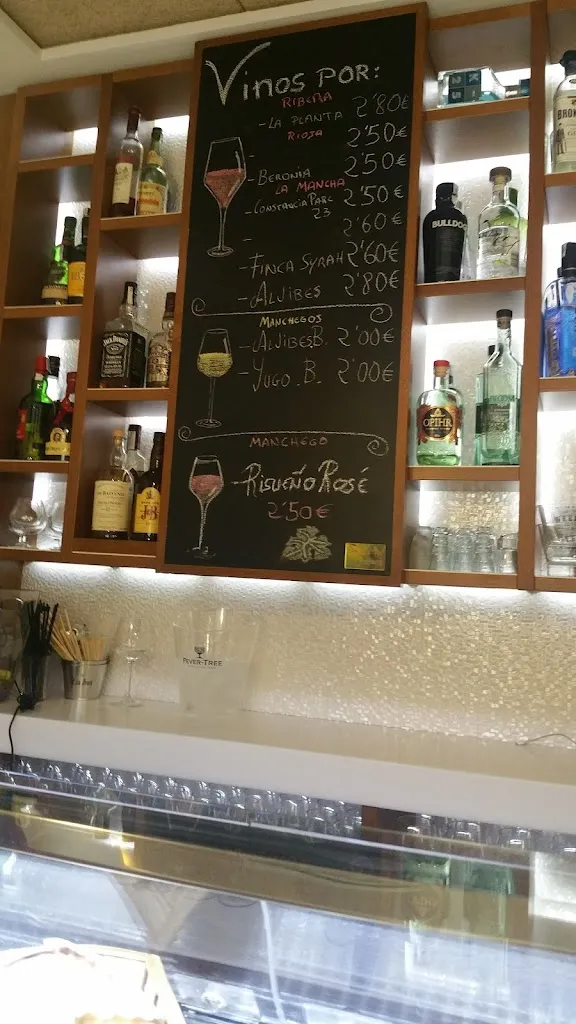 Vinos POR:
RIBERA
- LA PLANTA 2'80€
RIOJA
- 2'50€
- BERONIA 2'50€
LA MANCHA
- CONSTANCIA PARC 23 2'50€
- 2'60€
- FINCA SYRAH 2'60€
- ALJIBES 2'80€
MANCHEGOS
- ALJIBES B. 2'00€
- YUGO . B. 2'00€
MANCHEGO
- RISUEÑO ROSÉ
2'50€
BULLDOG
JACK DANIEL'S
OPIHR
J&B
FEVER-TREE